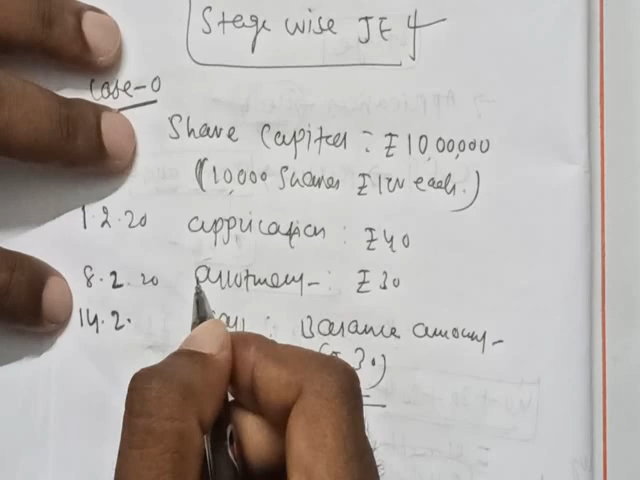 Stage wise JE
Case-0
Share Capital : ₹10,00,000
(10,000 Shares ₹100 each.)
1.2.20 application : ₹40
8.2.20 Allotment - : ₹30
14.2. : Balance amount -
30)